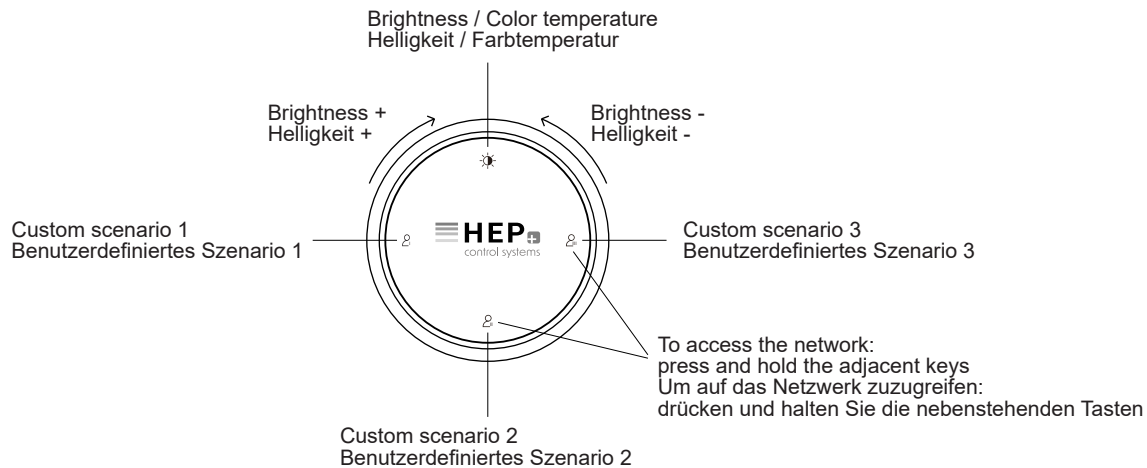 Brightness / Color temperature
Helligkeit / Farbtemperatur
Brightness +
Helligkeit +
Brightness -
Helligkeit -
Custom scenario 1
Benutzerdefiniertes Szenario 1
HEP
control systems
Custom scenario 3
Benutzerdefiniertes Szenario 3
To access the network:
press and hold the adjacent keys
Um auf das Netzwerk zuzugreifen:
drücken und halten Sie die nebenstehenden Tasten
Custom scenario 2
Benutzerdefiniertes Szenario 2